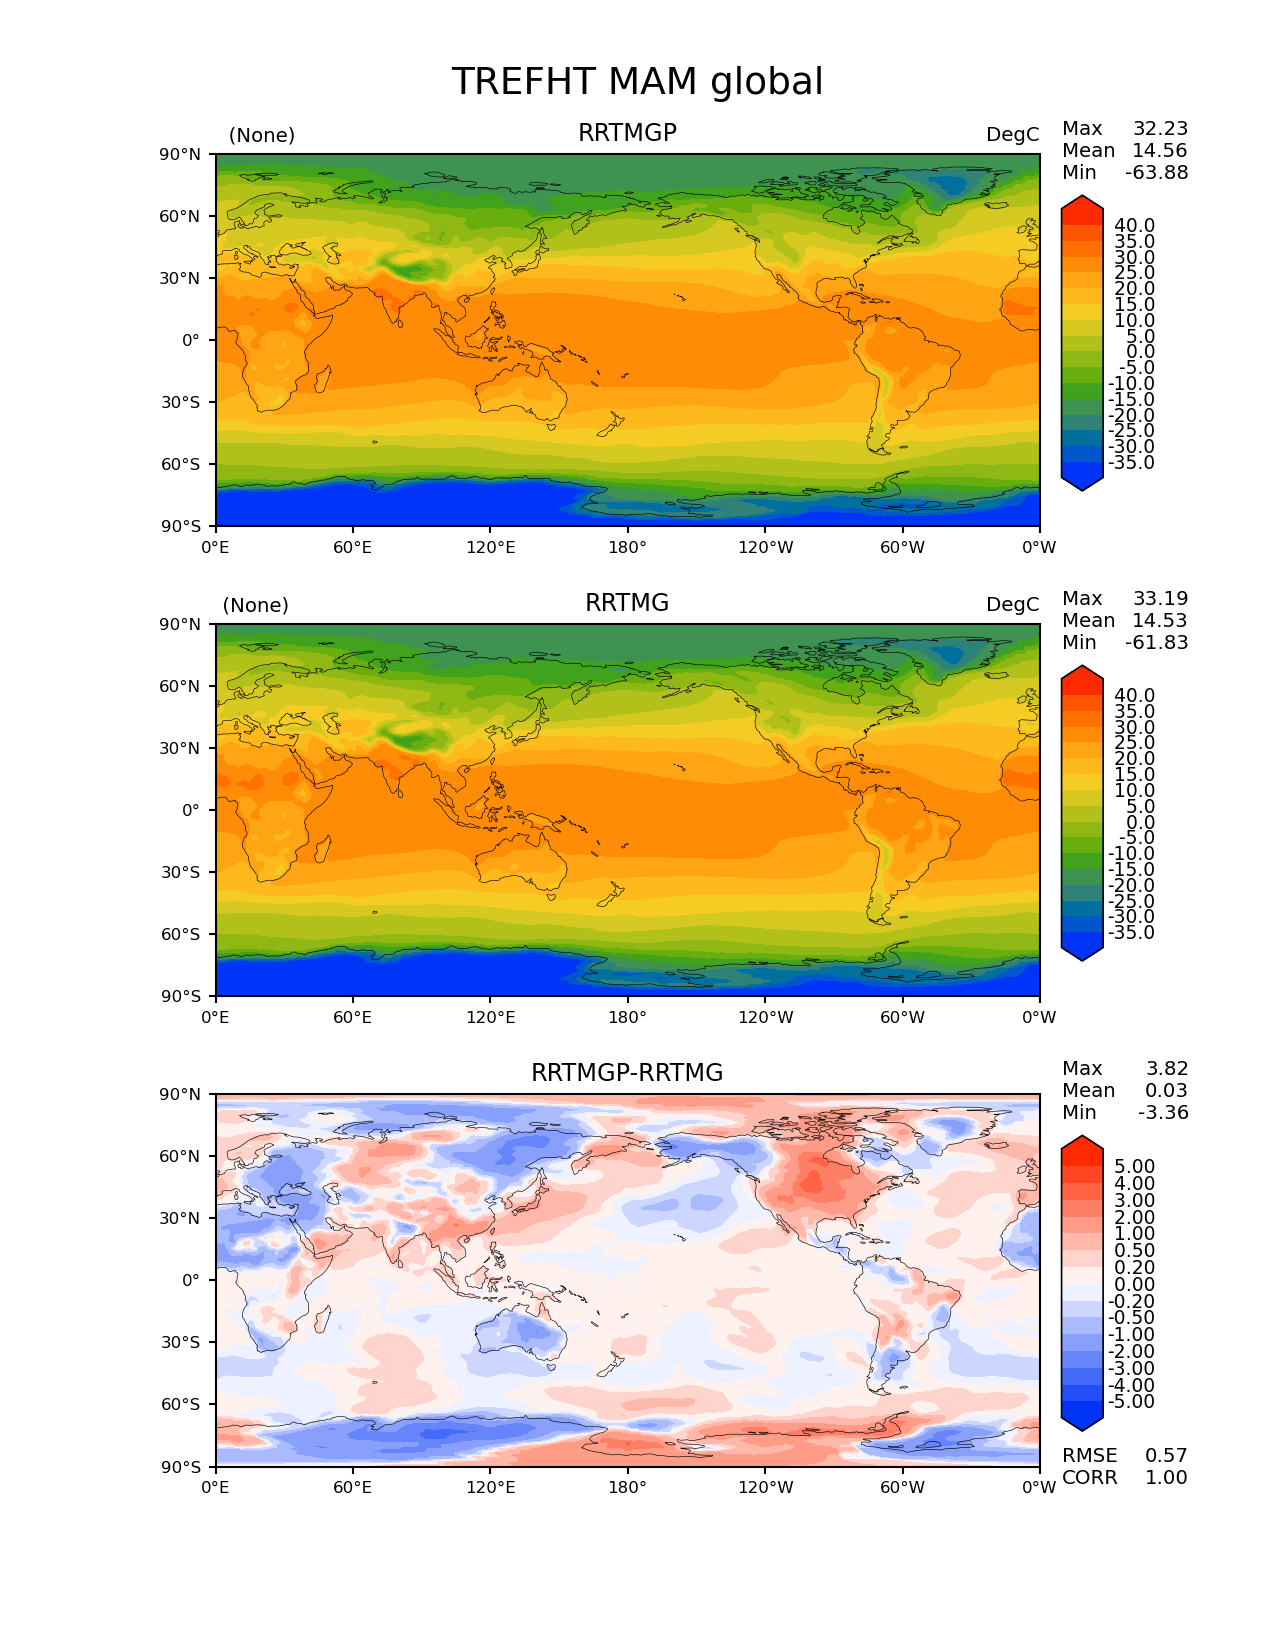 TREFHT MAM global
(None) RRTMGP DegC
Max 32.23
Mean 14.56
Min -63.88
90°N
60°N
30°N
0°
30°S
60°S
90°S
0°E 60°E 120°E 180° 120°W 60°W 0°W
40.0
35.0
30.0
25.0
20.0
15.0
10.0
5.0
0.0
-5.0
-10.0
-15.0
-20.0
-25.0
-30.0
-35.0
(None) RRTMG DegC
Max 33.19
Mean 14.53
Min -61.83
90°N
60°N
30°N
0°
30°S
60°S
90°S
0°E 60°E 120°E 180° 120°W 60°W 0°W
40.0
35.0
30.0
25.0
20.0
15.0
10.0
5.0
0.0
-5.0
-10.0
-15.0
-20.0
-25.0
-30.0
-35.0
RRTMGP-RRTMG
Max 3.82
Mean 0.03
Min -3.36
90°N
60°N
30°N
0°
30°S
60°S
90°S
0°E 60°E 120°E 180° 120°W 60°W 0°W
5.00
4.00
3.00
2.00
1.00
0.50
0.20
0.00
-0.20
-0.50
-1.00
-2.00
-3.00
-4.00
-5.00
RMSE 0.57
CORR 1.00